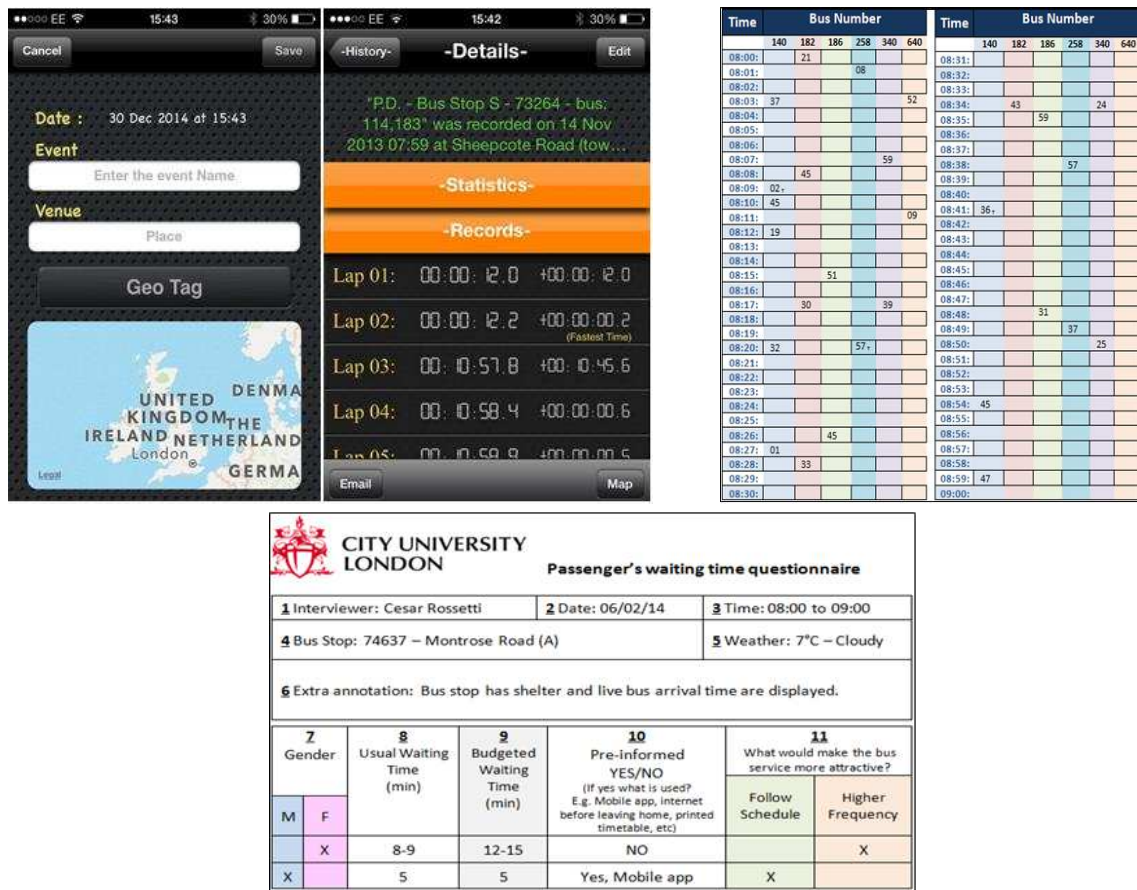 EE 15:43 30%
Cancel Save
Date : 30 Dec 2014 at 15:43
Event
Enter the event Name
Venue
Place
Geo Tag
UNITED
KINGDOM
DENMA
THE
IRELAND
NETHERLAND
London
GERMA
Legal
EE 15:42 30%
-History- -Details- Edit
"P.D. - Bus Stop S - 73264 - bus:
114,183" was recorded on 14 Nov
2013 07:59 at Sheepcote Road (tow...
-Statistics-
-Records-
Lap 01: 00:00:12.0 +00:00:12.0
Lap 02: 00:00:12.2 +00:00:00.2
(Fastest Time)
Lap 03: 00:10:57.8 +00:10:45.6
Lap 04: 00:10:58.4 +00:00:00.6
Lap 05:
Email Map
Time Bus Number
140 182 186 258 340 640
08:00: 21
08:01: 08
08:02:
08:03: 37 52
08:04:
08:05:
08:06:
08:07: 59
08:08: 45
08:09: 02,
08:10: 45
08:11: 09
08:12: 19
08:13:
08:14:
08:15: 51
08:16:
08:17: 30 39
08:18:
08:19:
08:20: 32 57,
08:21:
08:22:
08:23:
08:24:
08:25:
08:26: 45
08:27: 01
08:28: 33
08:29:
08:30:
Time Bus Number
140 182 186 258 340 640
08:31:
08:32:
08:33:
08:34: 43 24
08:35: 59
08:36:
08:37:
08:38: 57
08:39:
08:40:
08:41: 36,
08:42:
08:43:
08:44:
08:45:
08:46:
08:47:
08:48: 31
08:49: 37
08:50: 25
08:51:
08:52:
08:53:
08:54: 45
08:55:
08:56:
08:57:
08:58:
08:59: 47
09:00:
CITY UNIVERSITY
LONDON
Passenger's waiting time questionnaire
1 Interviewer: Cesar Rossetti 2 Date: 06/02/14 3 Time: 08:00 to 09:00
4 Bus Stop: 74637 – Montrose Road (A) 5 Weather: 7°C – Cloudy
6 Extra annotation: Bus stop has shelter and live bus arrival time are displayed.
7
Gender
M F
8
Usual Waiting
Time
(min)
9
Budgeted
Waiting
Time
(min)
10
Pre-informed
YES/NO
(If yes what is used?
E.g. Mobile app, internet
before leaving home, printed
timetable, etc)
11
What would make the bus
service more attractive?
Follow
Schedule
Higher
Frequency
X 8-9 12-15 NO X
X 5 5 Yes, Mobile app X